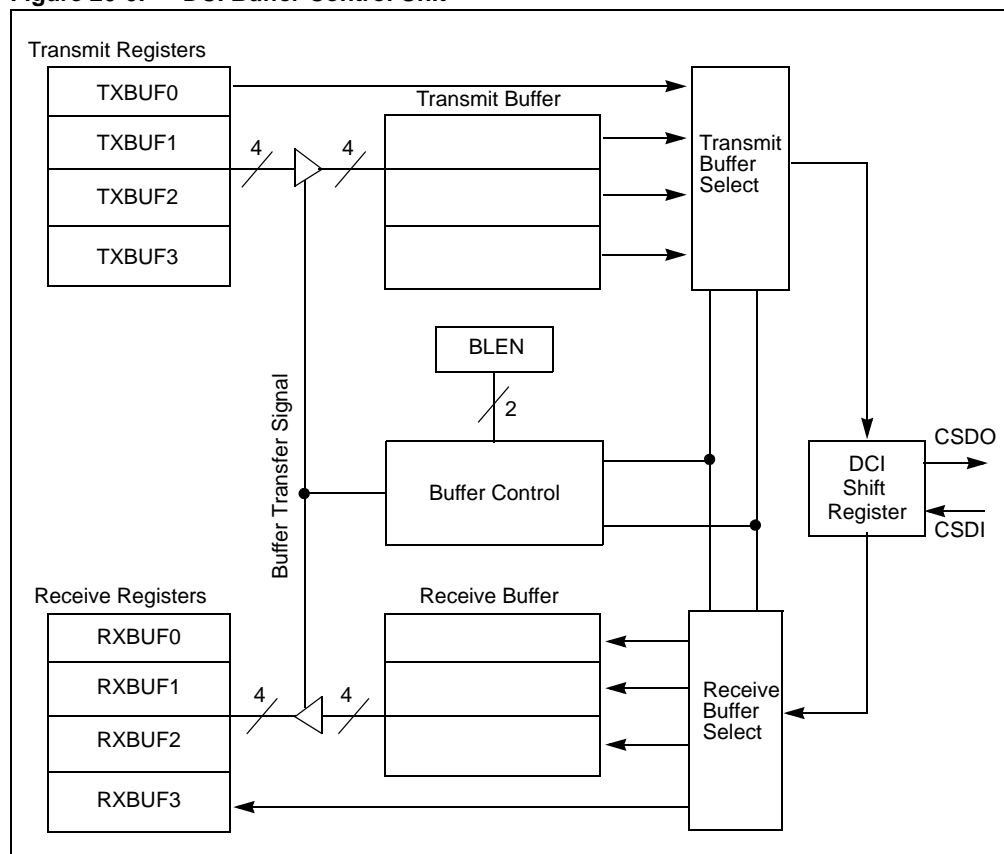 Transmit Registers
TXBUF0
TXBUF1
TXBUF2
TXBUF3
4
4
Transmit Buffer
Transmit
Buffer
Select
BLEN
2
Buffer Transfer Signal
Buffer Control
DCI
Shift
Register
CSDO
CSDI
Receive Registers
RXBUF0
RXBUF1
RXBUF2
RXBUF3
4
4
Receive Buffer
Receive
Buffer
Select